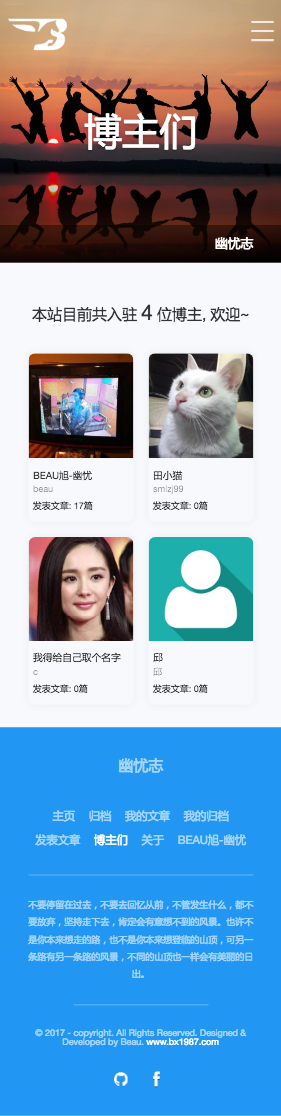 博主们
幽忧志
本站目前共入驻 4 位博主, 欢迎~
BEAU旭-幽忧
beau
发表文章: 17篇
田小猫
smlzj99
发表文章: 0篇
我得给自己取个名字
c
发表文章: 0篇
邱
邱
发表文章: 0篇
幽忧志
主页 归档 我的文章 我的归档
发表文章 博主们 关于 BEAU旭-幽忧
不要停留在过去，不要去回忆从前，不管发生什么，都不
要放弃，坚持走下去，肯定会有意想不到的风景。也许不
是你本来想走的路，也不是你本来想登临的山顶，可另一
条路有另一条路的风景，不同的山顶也一样会有美丽的日
出。
© 2017 - copyright. All Rights Reserved. Designed &
Developed by Beau. www.bx1987.com